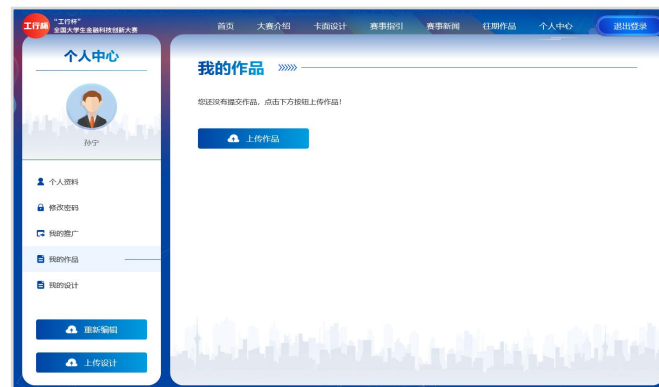 工行杯
“工行杯”
全国大学生金融科技创新大赛
首页 大赛介绍 卡面设计 赛事指引 赛事新闻 往期作品 个人中心 退出登录
个人中心
孙宁
个人资料
修改密码
我的推广
我的作品
我的设计
重新编辑
上传设计
我的作品
您还没有提交作品，点击下方按钮上传作品！
上传作品